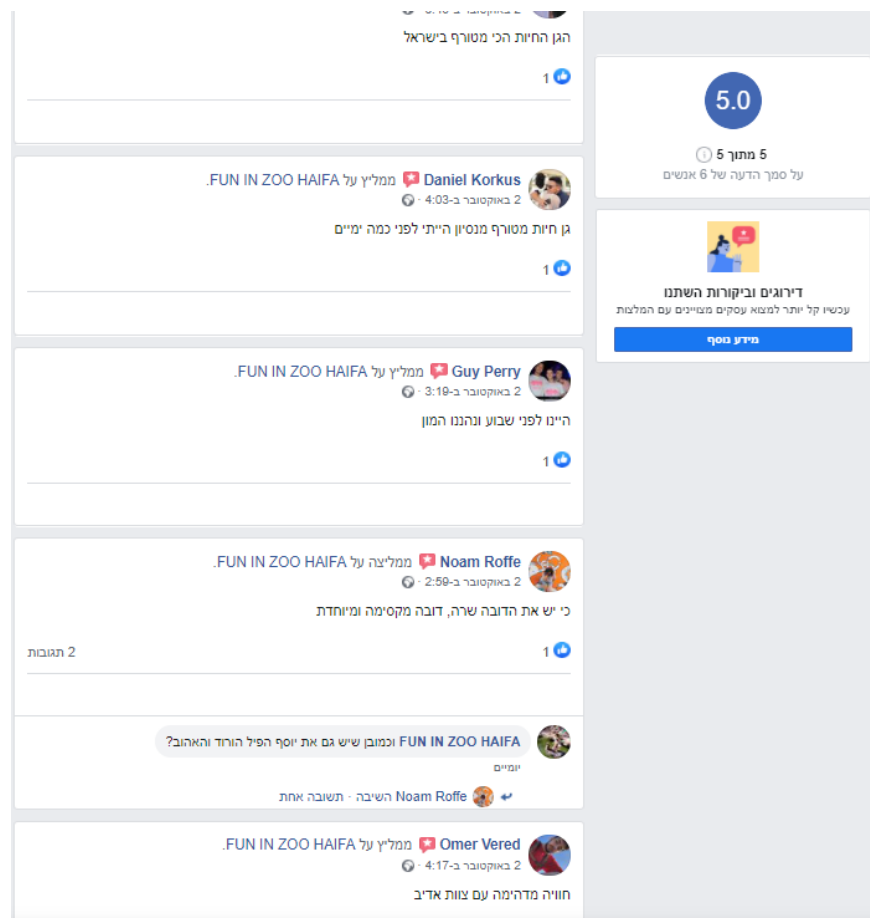 הגן החיות הכי מטורף בישראל
1
Daniel Korkus ממליץ על FUN IN ZOO HAIFA.
2 באוקטובר ב-4:03 ·
גן חיות מטורף מנסיון הייתי לפני כמה ימיים
1
Guy Perry ממליץ על FUN IN ZOO HAIFA.
2 באוקטובר ב-3:19 ·
היינו לפני שבוע ונהננו המון
1
Noam Roffe ממליצה על FUN IN ZOO HAIFA.
2 באוקטובר ב-2:59 ·
כי יש את הדובה שרה, דובה מקסימה ומיוחדת
1
2 תגובות
FUN IN ZOO HAIFA וכמובן שיש גם את יוסף הפיל הורוד והאהוב?
יומיים
Noam Roffe השיבה · תשובה אחת
Omer Vered ממליץ על FUN IN ZOO HAIFA.
2 באוקטובר ב-4:17 ·
חוויה מדהימה עם צוות אדיב
5.0
5 מתוך 5
על סמך הדעה של 6 אנשים
דירוגים וביקורות השתנו
עכשיו קל יותר למצוא עסקים מצויינים עם המלצות
מידע נוסף